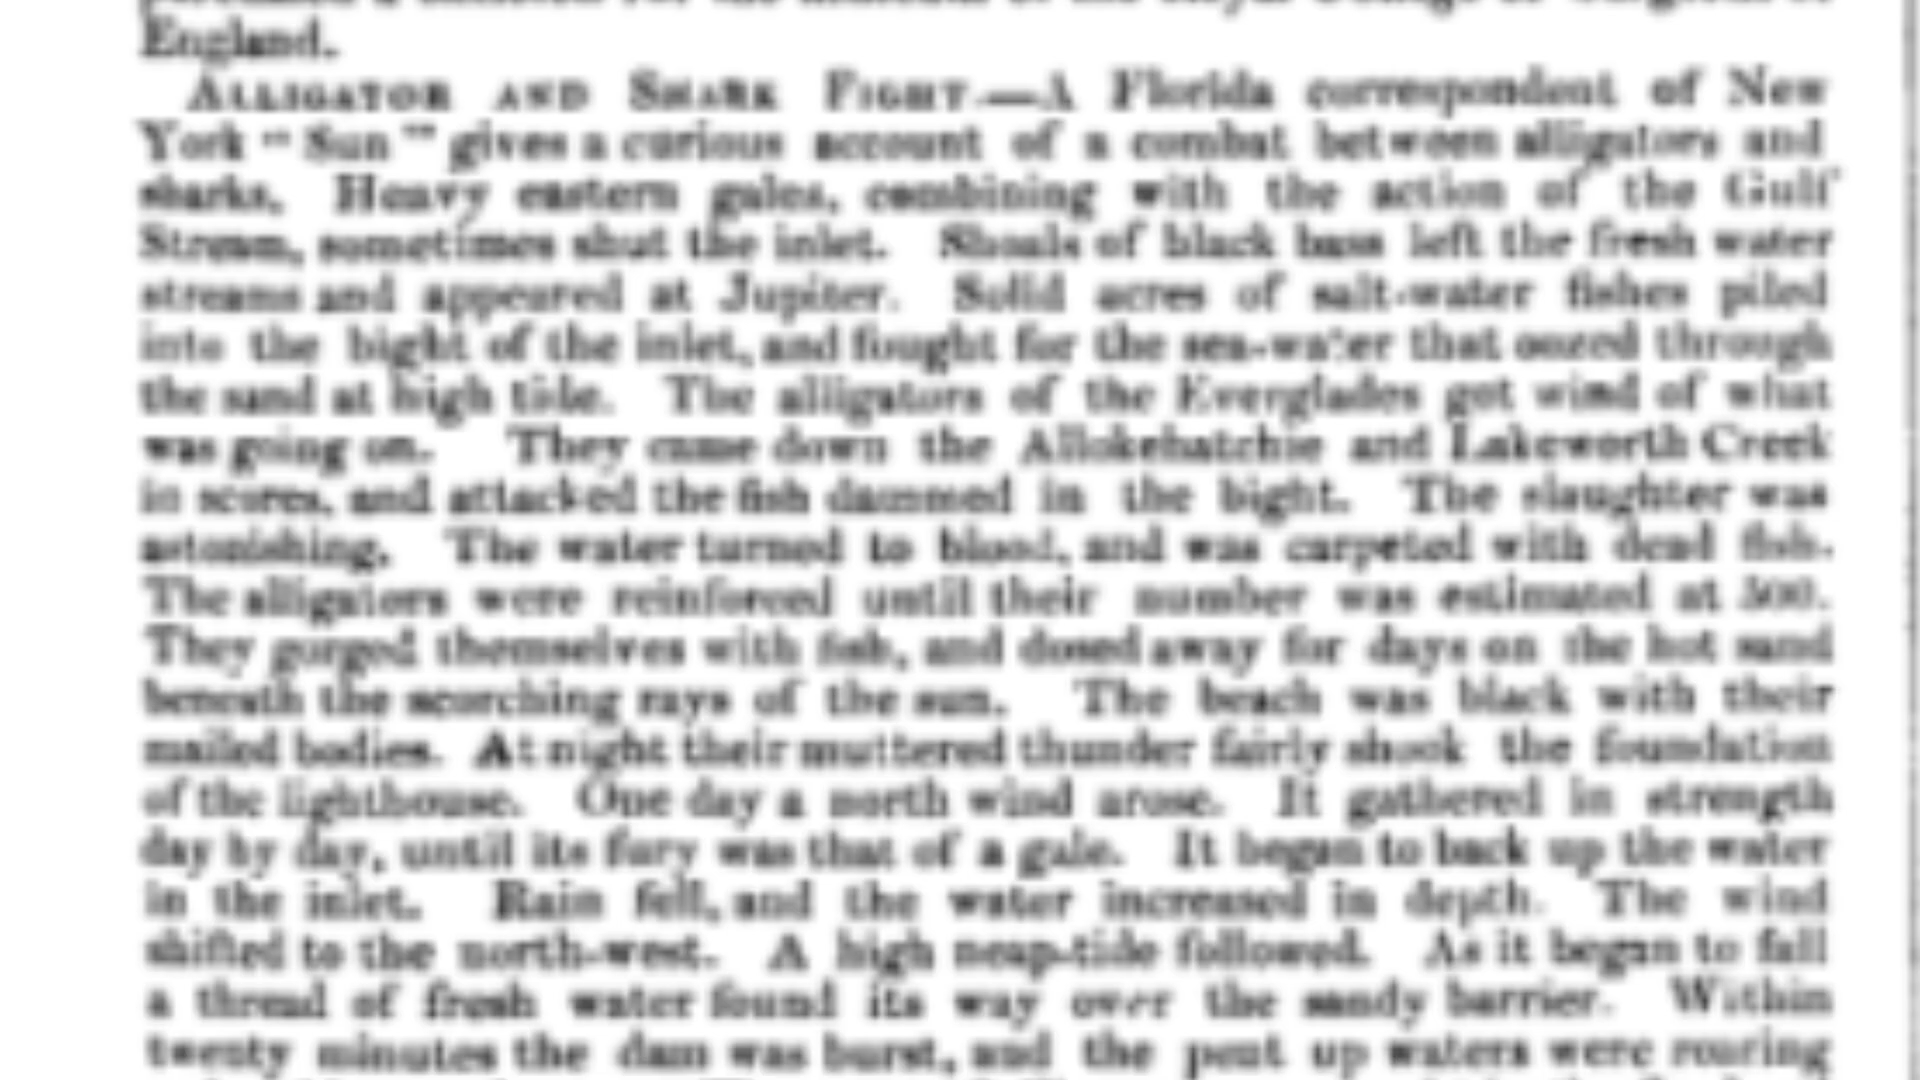 England.
ALLIGATOR AND SHARK FIGHT.—A Florida correspondent of New
York "Sun" gives a curious account of a combat between alligators and
sharks. Heavy eastern gales, combining with the action of the Gulf
Stream, sometimes shut the inlet. Shoals of black bass left the fresh water
streams and appeared at Jupiter. Solid acres of salt-water fishes piled
into the bight of the inlet, and fought for the sea-water that oozed through
the sand at high tide. The alligators of the Everglades got wind of what
was going on. They came down the Allokehatchie and Lakeworth Creek
in scores, and attacked the fish dammed in the bight. The slaughter was
astonishing. The water turned to blood, and was carpeted with dead fish.
The alligators were reinforced until their number was estimated at 500.
They gorged themselves with fish, and dosed away for days on the hot sand
beneath the scorching rays of the sun. The beach was black with their
mailed bodies. At night their muttered thunder fairly shook the foundation
of the lighthouse. One day a north wind arose. It gathered in strength
day by day, until its fury was that of a gale. It began to back up the water
in the inlet. Rain fell, and the water increased in depth. The wind
shifted to the north-west. A high neap-tide followed. As it began to fall
a thread of fresh water found its way over the sandy barrier. Within
twenty minutes the dam was burst, and the pent up waters were roaring